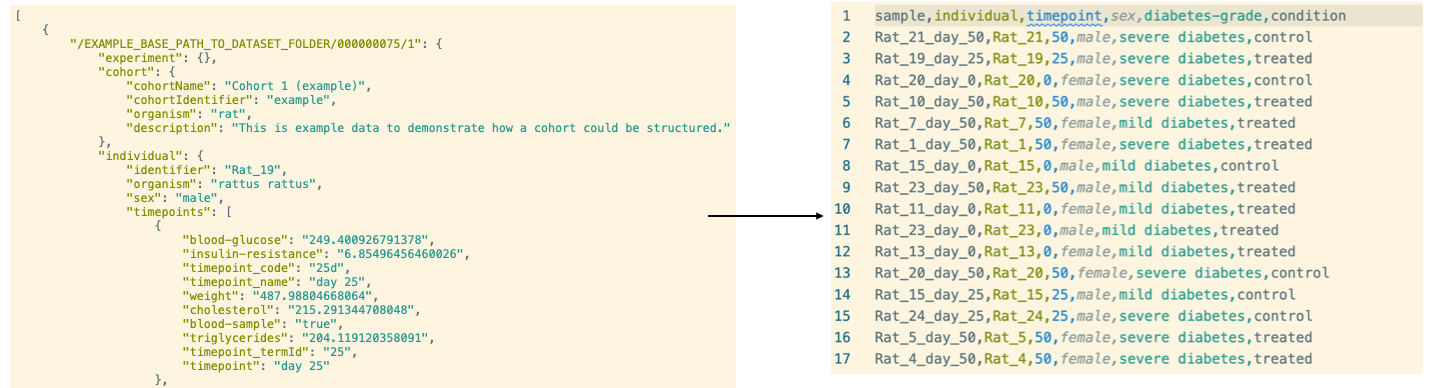 [
{
"/EXAMPLE_BASE_PATH_TO_DATASET_FOLDER/000000075/1": {
"experiment": {},
"cohort": {
"cohortName": "Cohort 1 (example)",
"cohortIdentifier": "example",
"organism": "rat",
"description": "This is example data to demonstrate how a cohort could be structured."
},
"individual": {
"identifier": "Rat_19",
"organism": "rattus rattus",
"sex": "male",
"timepoints": [
{
"blood-glucose": "249.400926791378",
"insulin-resistance": "6.85496456460026",
"timepoint_code": "25d",
"timepoint_name": "day 25",
"weight": "487.98804668064",
"cholesterol": "215.291344708048",
"blood-sample": "true",
"triglycerides": "204.119120358091",
"timepoint_termId": "25",
"timepoint": "day 25"
},
1 sample,individual,timepoint,sex,diabetes-grade,condition
2 Rat_21_day_50,Rat_21,50,male,severe diabetes,control
3 Rat_19_day_25,Rat_19,25,male,severe diabetes,treated
4 Rat_20_day_0,Rat_20,0,female,severe diabetes,control
5 Rat_10_day_50,Rat_10,50,male,severe diabetes,treated
6 Rat_7_day_50,Rat_7,50,female,mild diabetes,treated
7 Rat_1_day_50,Rat_1,50,female,severe diabetes,treated
8 Rat_15_day_0,Rat_15,0,male,mild diabetes,control
9 Rat_23_day_50,Rat_23,50,male,mild diabetes,treated
10 Rat_11_day_0,Rat_11,0,female,mild diabetes,treated
11 Rat_23_day_0,Rat_23,0,male,mild diabetes,treated
12 Rat_13_day_0,Rat_13,0,female,mild diabetes,treated
13 Rat_20_day_50,Rat_20,50,female,severe diabetes,control
14 Rat_15_day_25,Rat_15,25,male,mild diabetes,control
15 Rat_24_day_25,Rat_24,25,male,severe diabetes,control
16 Rat_5_day_50,Rat_5,50,female,severe diabetes,treated
17 Rat_4_day_50,Rat_4,50,female,severe diabetes,treated